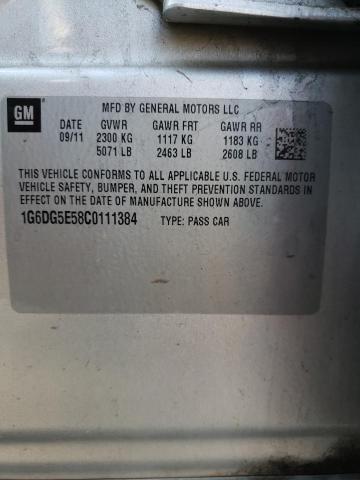 GM
MFD BY GENERAL MOTORS LLC
DATE GVWR GAWR FRT GAWR RR
09/11 2300 KG 1117 KG 1183 KG
5071 LB 2463 LB 2608 LB
THIS VEHICLE CONFORMS TO ALL APPLICABLE U.S. FEDERAL MOTOR
VEHICLE SAFETY, BUMPER, AND THEFT PREVENTION STANDARDS IN
EFFECT ON THE DATE OF MANUFACTURE SHOWN ABOVE.
1G6DG5E58C0111384 TYPE: PASS CAR